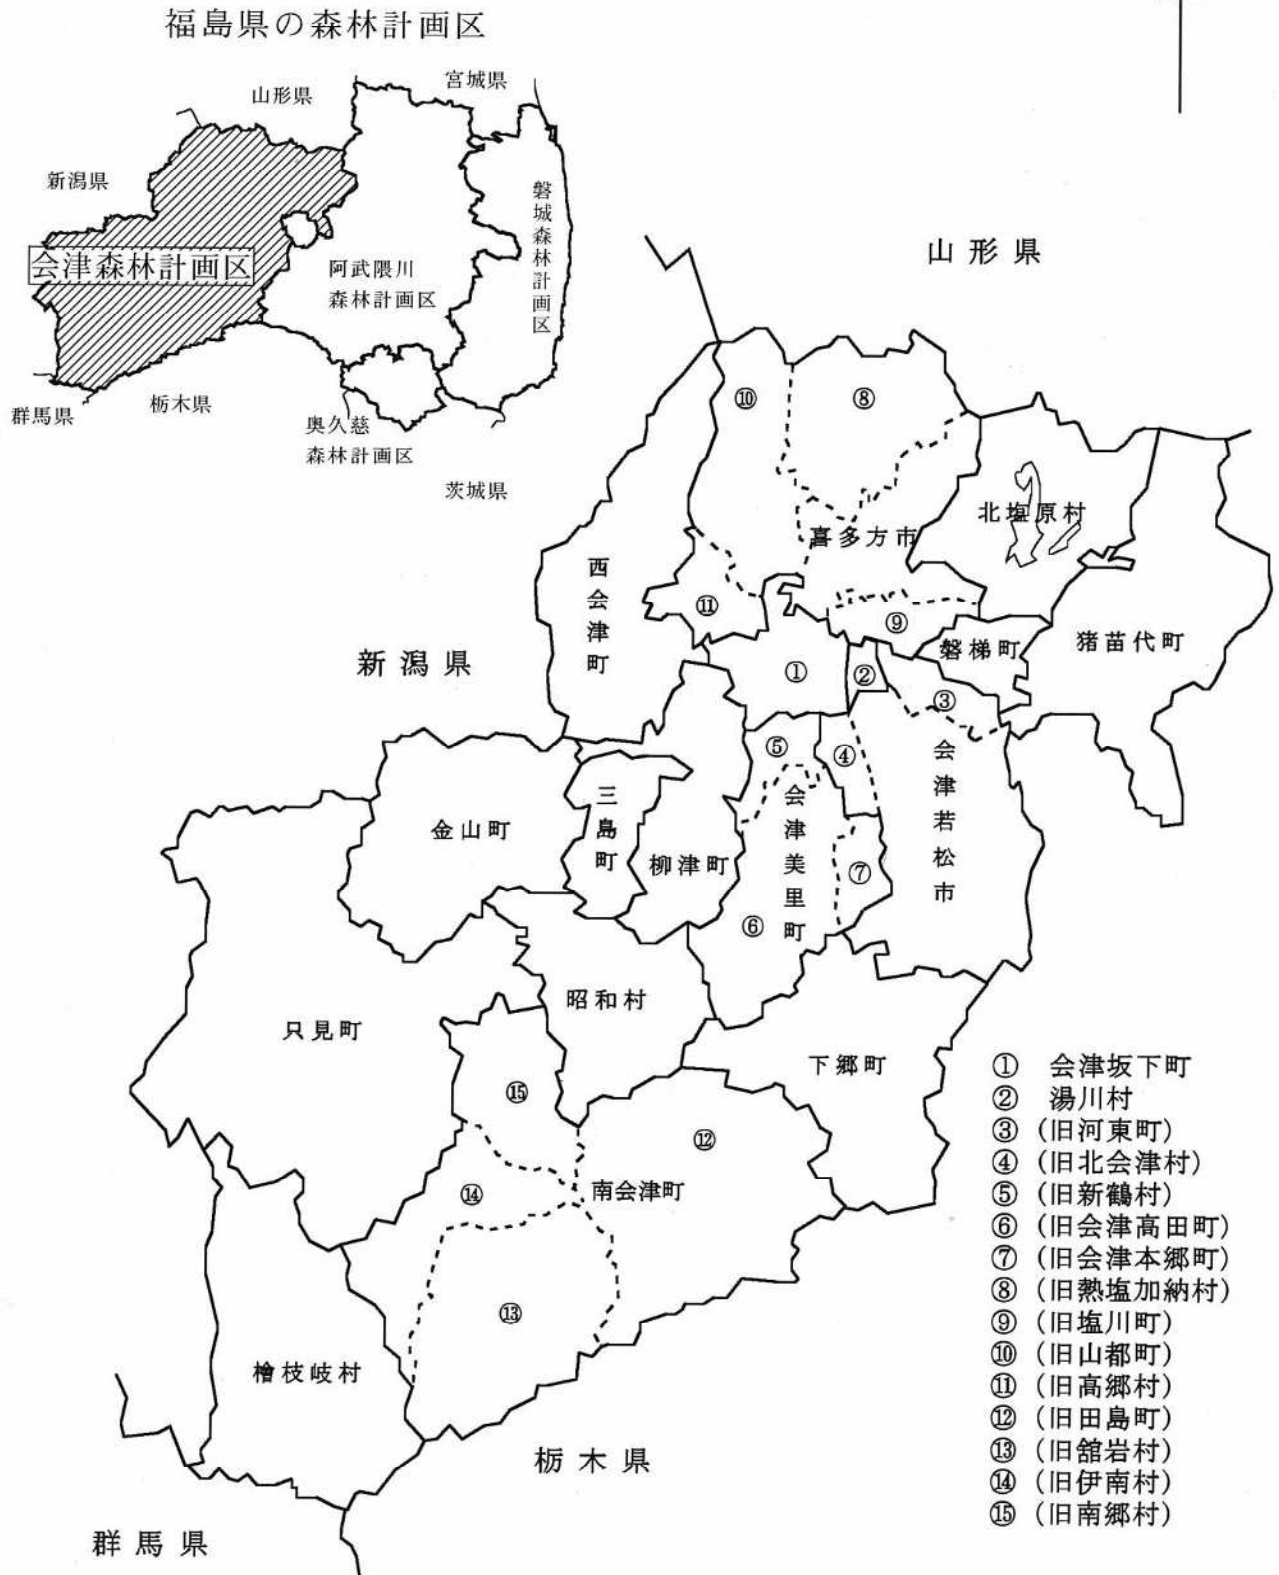 福島県の森林計画区
宮城県
山形県
新潟県
磐城森林計画区
会津森林計画区
阿武隈川
森林計画区
群馬県
栃木県
奥久慈
森林計画区
茨城県
山形県
⑩
⑧
北塩原村
喜多方市
西会津町
⑪
⑨
猪苗代町
磐梯町
新潟県
①
②
③
⑤
④
会津若松市
会津美里町
三島町
金山町
柳津町
⑦
⑥
昭和村
只見町
下郷町
⑮
⑫
⑭
南会津町
⑬
檜枝岐村
栃木県
群馬県
① 会津坂下町
② 湯川村
③ (旧河東町)
④ (旧北会津村)
⑤ (旧新鶴村)
⑥ (旧会津高田町)
⑦ (旧会津本郷町)
⑧ (旧熱塩加納村)
⑨ (旧塩川町)
⑩ (旧山都町)
⑪ (旧高郷村)
⑫ (旧田島町)
⑬ (旧舘岩村)
⑭ (旧伊南村)
⑮ (旧南郷村)